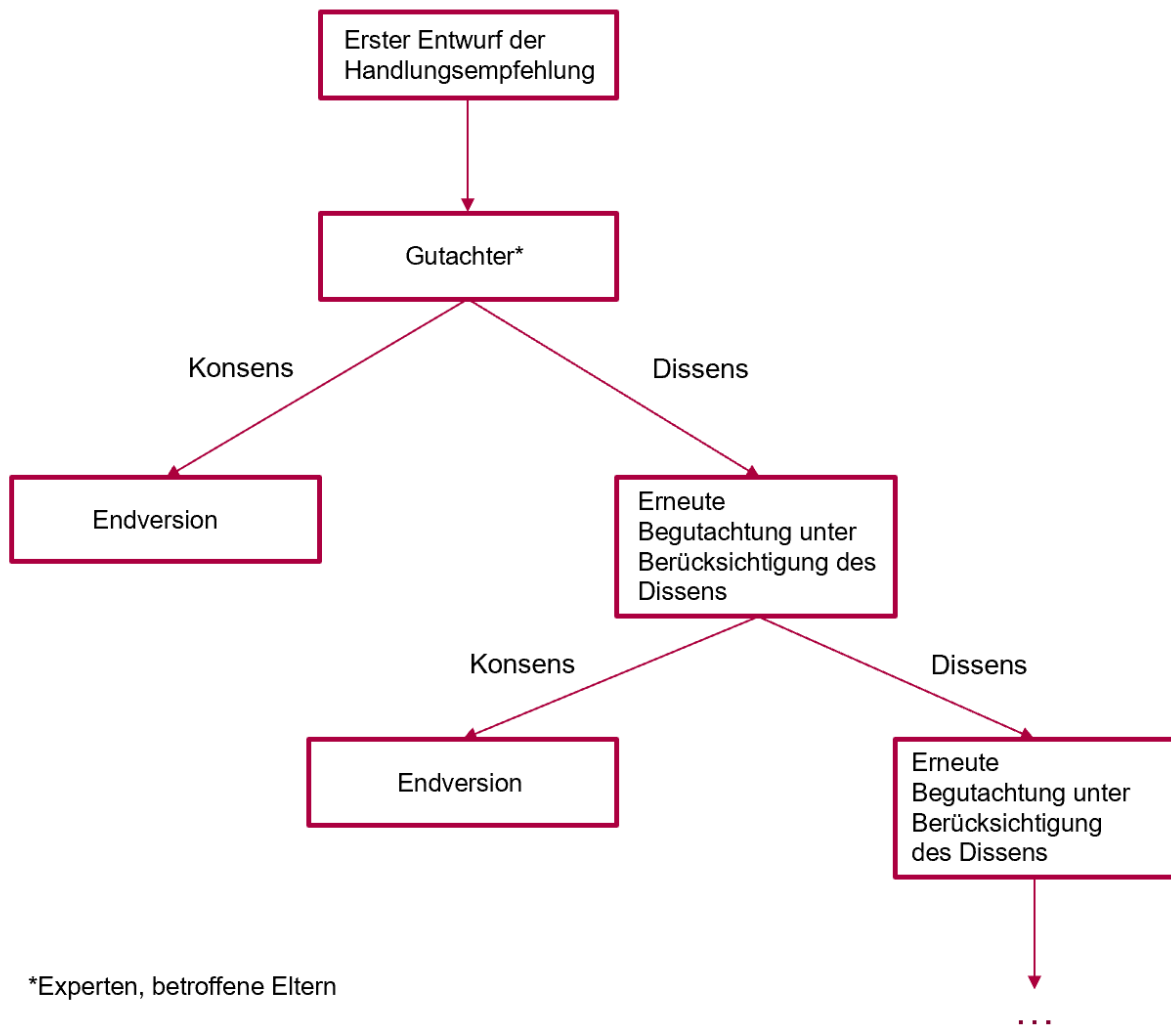 Erster Entwurf der
Handlungsempfehlung
Gutachter*
Konsens
Dissens
Endversion
Erneute
Begutachtung unter
Berücksichtigung des
Dissens
Konsens
Dissens
Endversion
Erneute
Begutachtung unter
Berücksichtigung
des Dissens
*Experten, betroffene Eltern
...